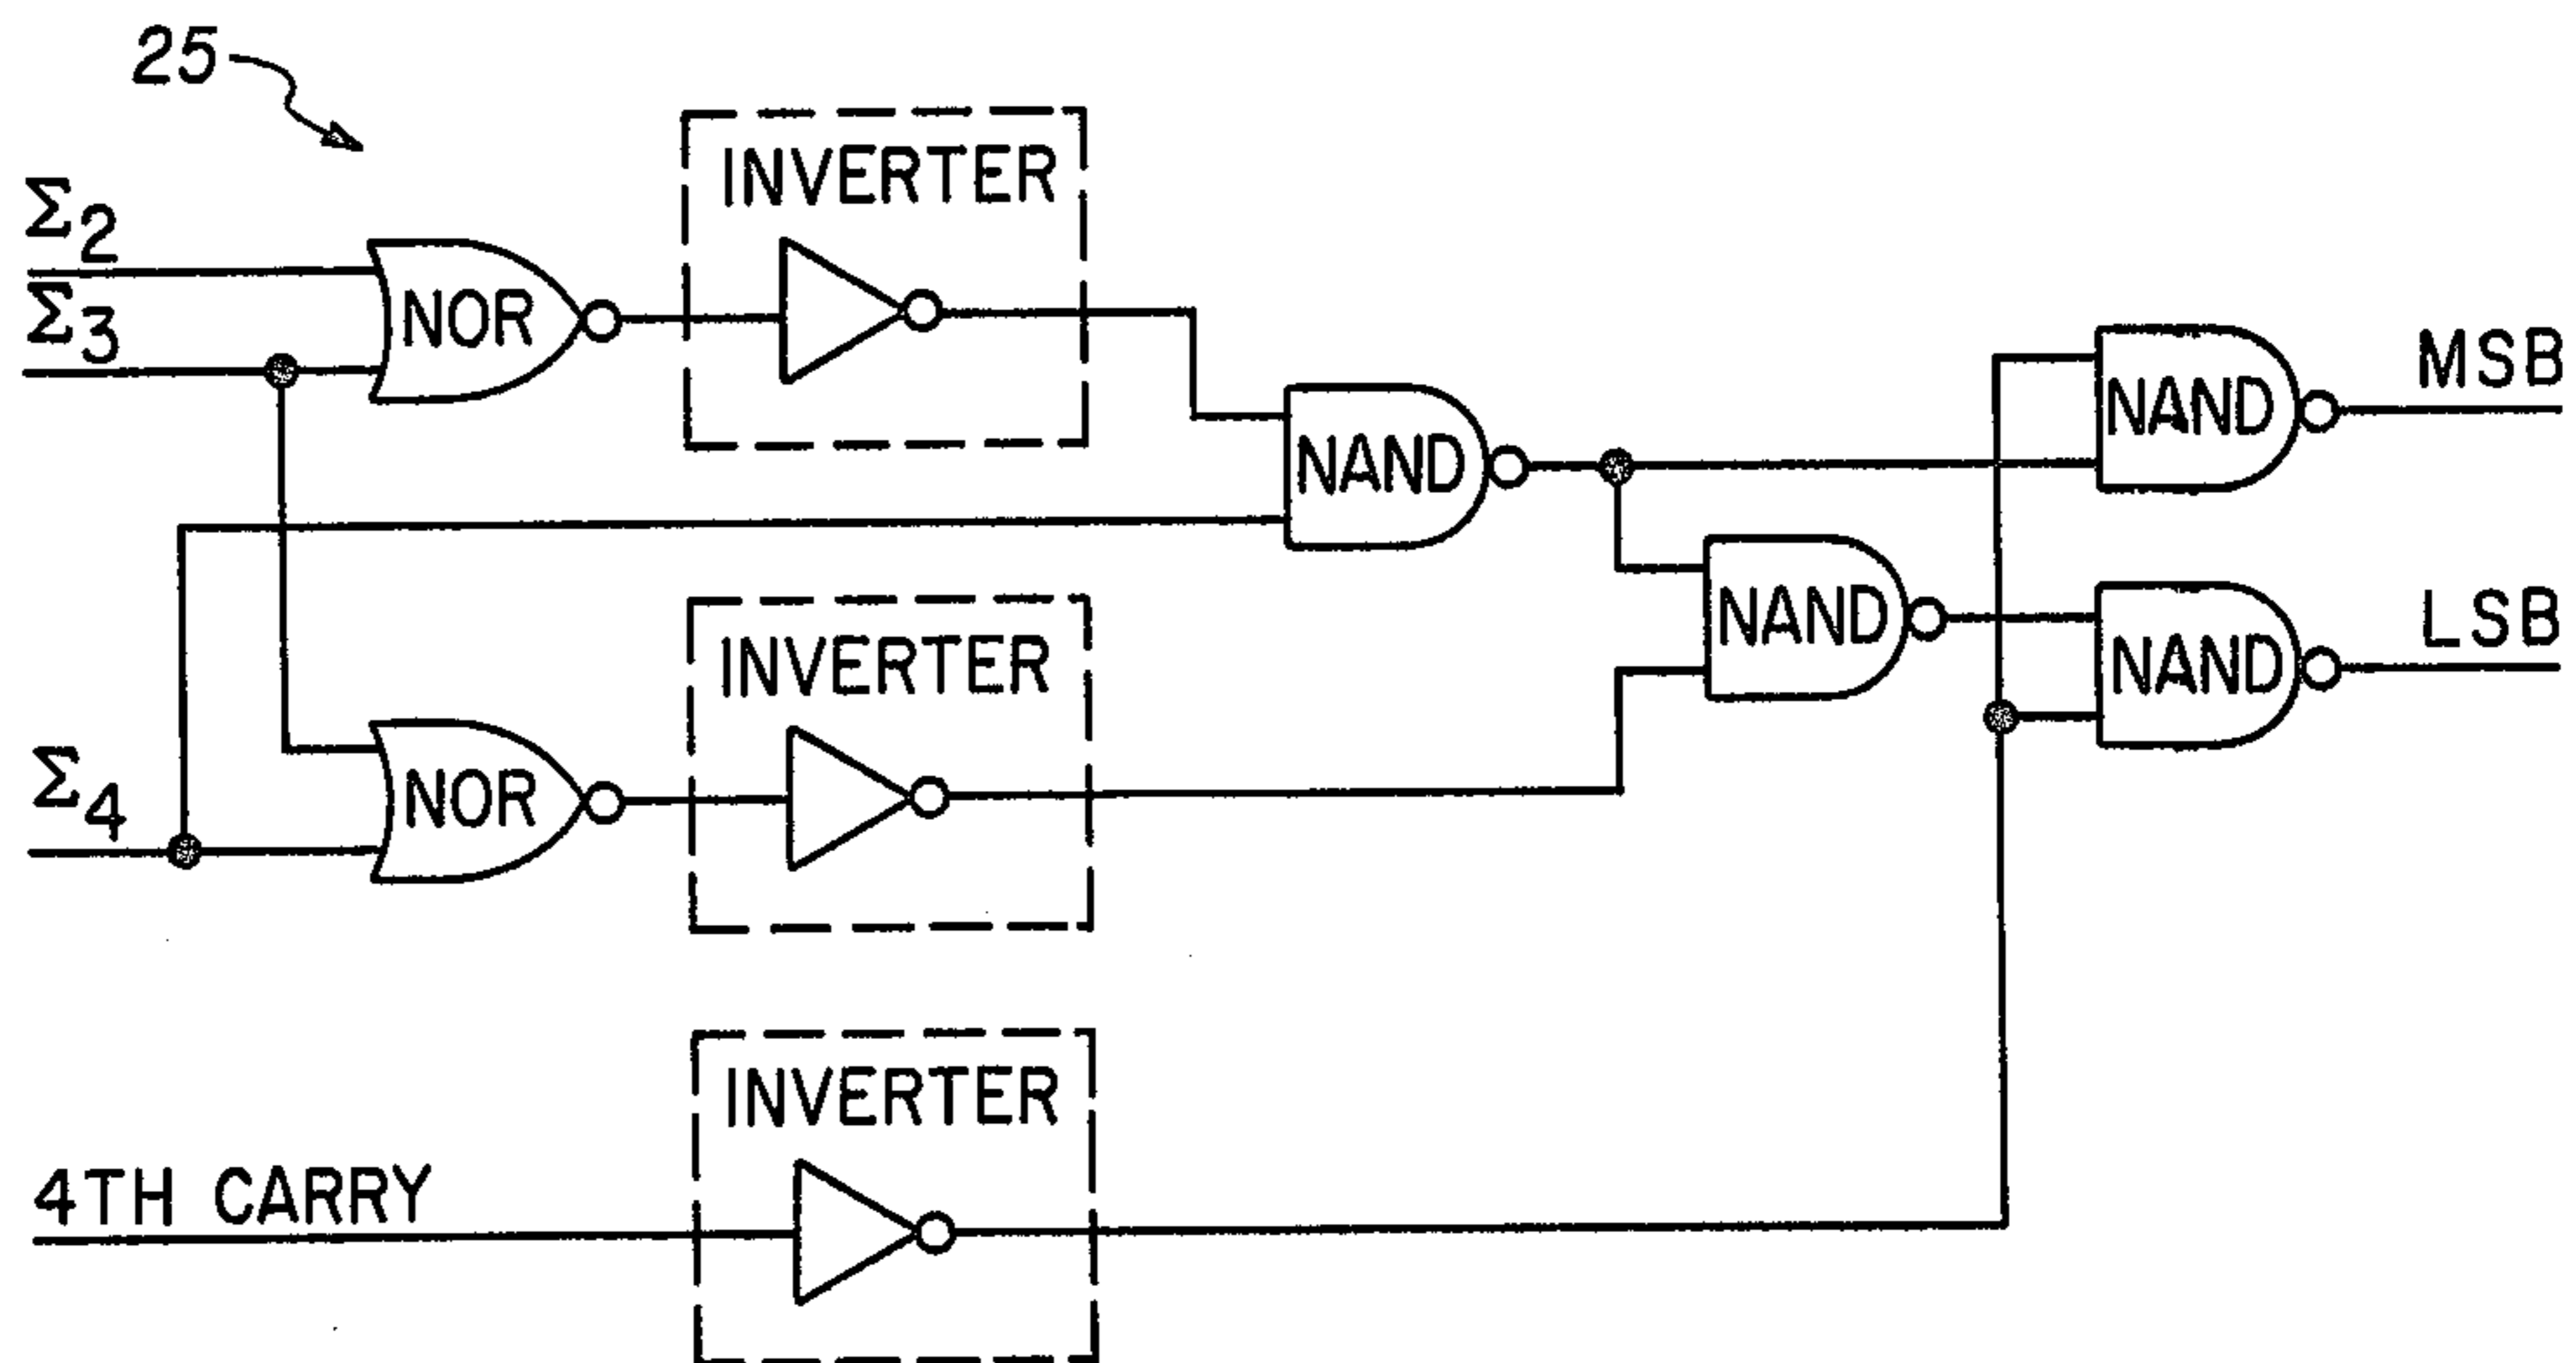 25
INVERTER
Σ2
Σ3
NOR
NAND
NAND
MSB
INVERTER
NAND
NAND
LSB
Σ4
NOR
INVERTER
4TH CARRY